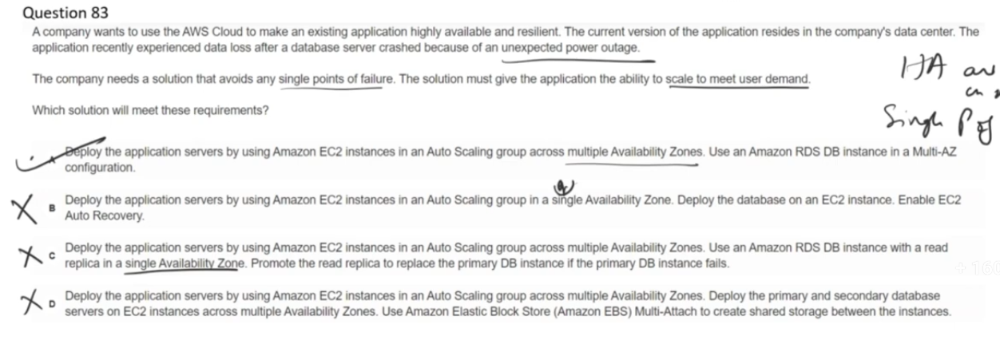 Question 83
A company wants to use the AWS Cloud to make an existing application highly available and resilient. The current version of the application resides in the company's data center. The
application recently experienced data loss after a database server crashed because of an unexpected power outage.
The company needs a solution that avoids any single points of failure. The solution must give the application the ability to scale to meet user demand.
HA
Which solution will meet these requirements?
Single P of
Deploy the application servers by using Amazon EC2 instances in an Auto Scaling group across multiple Availability Zones. Use an Amazon RDS DB instance in a Multi-AZ
configuration.
X B Deploy the application servers by using Amazon EC2 instances in an Auto Scaling group in a single Availability Zone. Deploy the database on an EC2 instance. Enable EC2
Auto Recovery.
X C Deploy the application servers by using Amazon EC2 instances in an Auto Scaling group across multiple Availability Zones. Use an Amazon RDS DB instance with a read
replica in a single Availability Zone. Promote the read replica to replace the primary DB instance if the primary DB instance fails.
+160
X D Deploy the application servers by using Amazon EC2 instances in an Auto Scaling group across multiple Availability Zones. Deploy the primary and secondary database
servers on EC2 instances across multiple Availability Zones. Use Amazon Elastic Block Store (Amazon EBS) Multi-Attach to create shared storage between the instances.